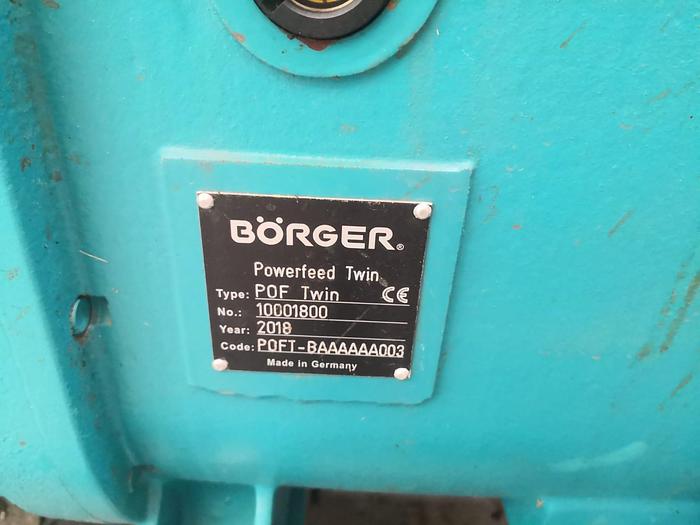 BÖRGER®
Powerfeed Twin
Type: POF Twin CE
No.: 10001800
Year: 2018
Code: POFT-BAAAAAA003
Made in Germany